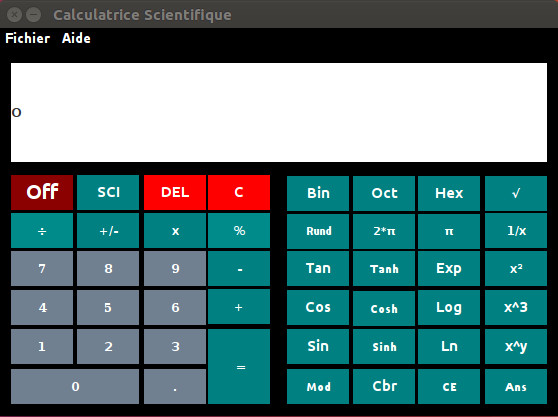 Calculatrice Scientifique
Fichier Aide
0
Off SCI DEL C Bin Oct Hex √
÷ +/- x % Rund 2*π π 1/x
7 8 9 - Tan Tanh Exp x²
4 5 6 + Cos Cosh Log x^3
1 2 3 = Sin Sinh Ln x^y
0 . Mod Cbr CE Ans